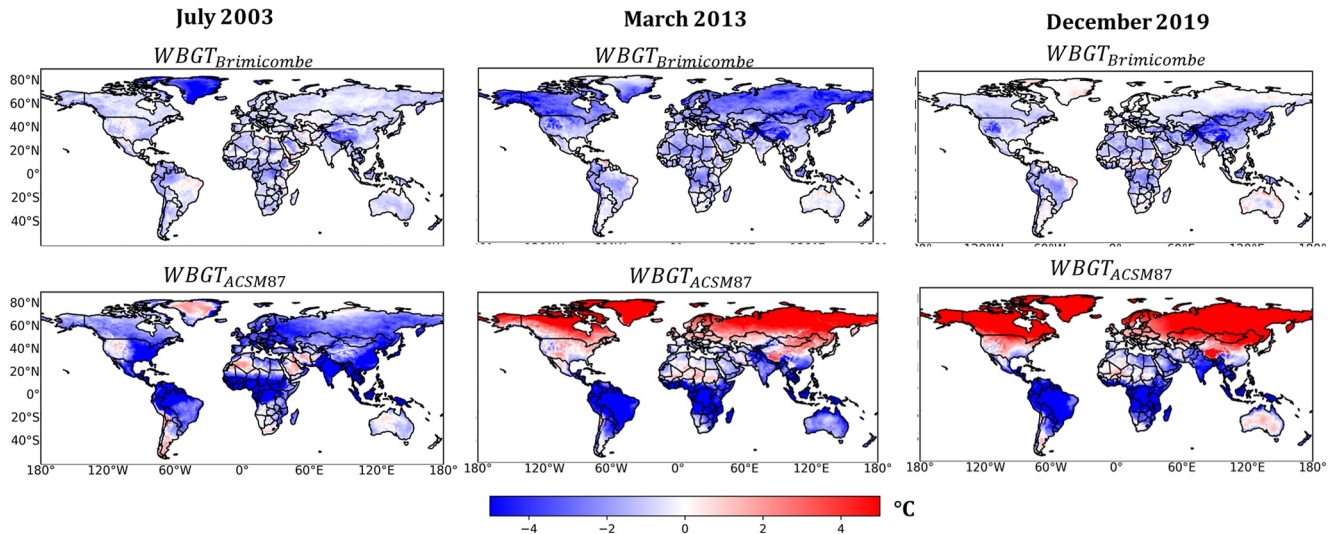 July 2003 March 2013 December 2019
WBGT_Brimicombe WBGT_Brimicombe WBGT_Brimicombe
80°N
60°N
40°N
20°N
0°
20°S
40°S
WBGT_ACSM87 WBGT_ACSM87 WBGT_ACSM87
80°N
60°N
40°N
20°N
0°
20°S
40°S
180° 120°W 60°W 0° 60°E 120°E 180° 180° 120°W 60°W 0° 60°E 120°E 180° 180° 120°W 60°W 0° 60°E 120°E 180°
−4 −2 0 2 4 °C